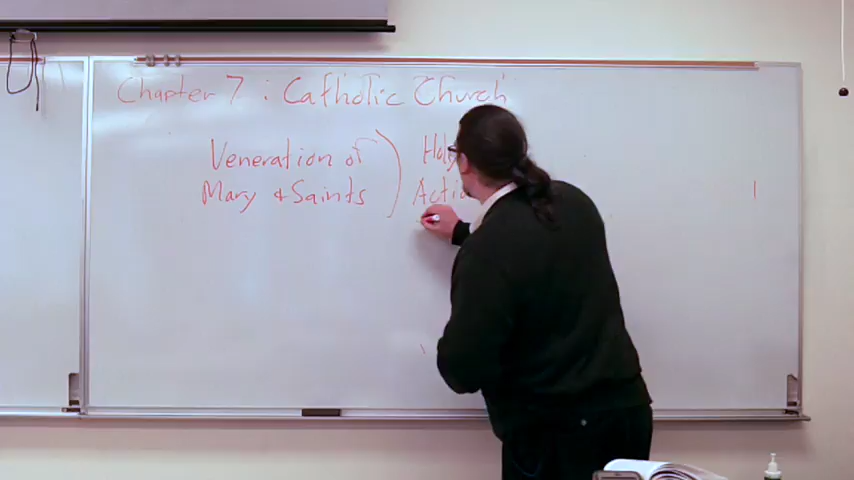 Chapter 7 : Catholic Church
Veneration of
Mary & Saints